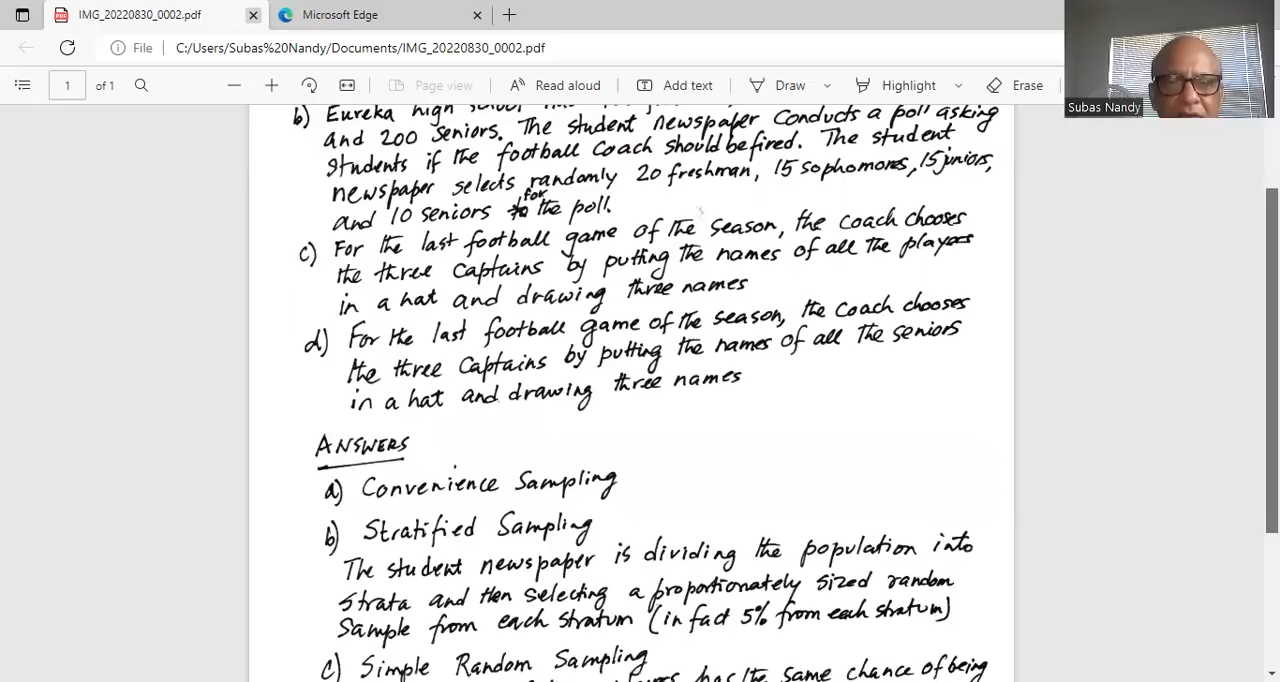 IMG_20220830_0002.pdf
Microsoft Edge
File C:/Users/Subas%20Nandy/Documents/IMG_20220830_0002.pdf
1 of 1
Page view
Read aloud
Add text
Draw
Highlight
Erase
Subas Nandy
b) Eureka high school
and 200 seniors. The student newspaper conducts a poll asking
students if the football coach should be fired. The student
newspaper selects randomly 20 freshman, 15 sophomores, 15 juniors,
and 10 seniors for the poll.
c) For the last football game of the season, the coach chooses
the three captains by putting the names of all the players
in a hat and drawing three names
d) For the last football game of the season, the coach chooses
the three captains by putting the names of all the seniors
in a hat and drawing three names
ANSWERS
a) Convenience Sampling
b) Stratified Sampling
The student newspaper is dividing the population into
strata and then selecting a proportionately sized random
sample from each stratum (in fact 5% from each stratum)
c) Simple Random Sampling
has the same chance of being